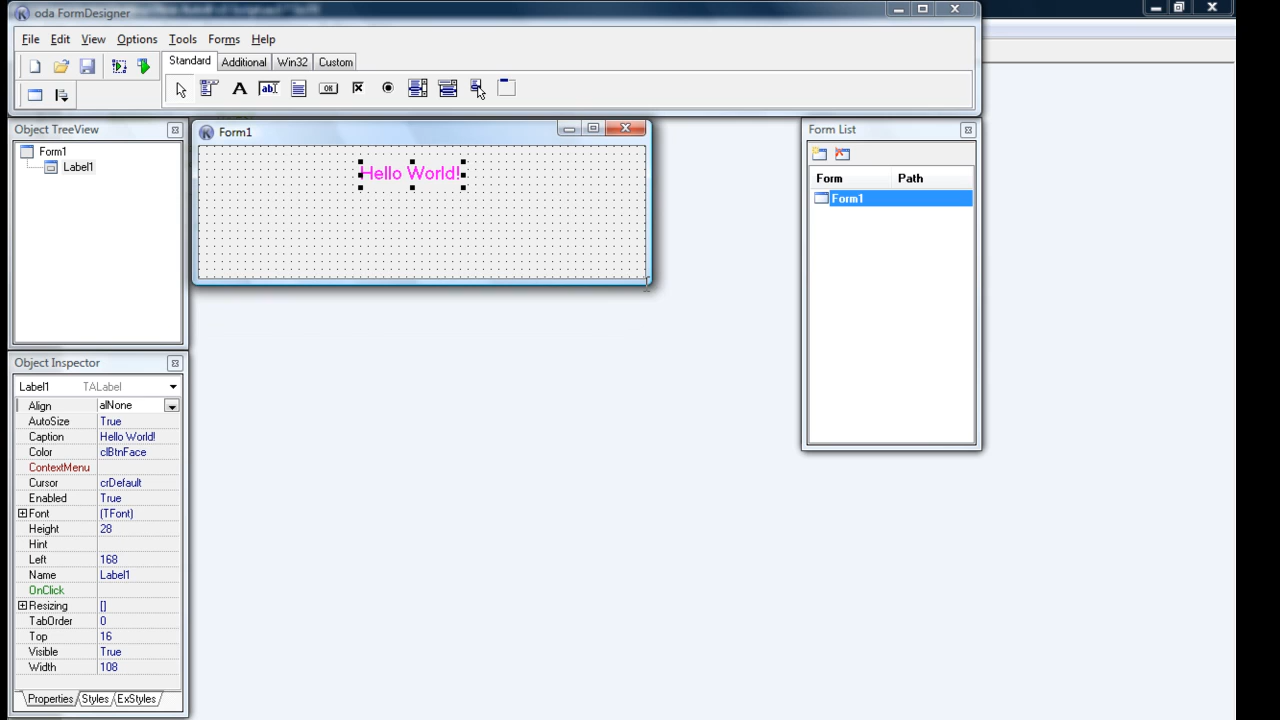 oda FormDesigner
File Edit View Options Tools Forms Help
Standard Additional Win32 Custom
A ab OK
Object TreeView
Form1
Label1
Form1
Hello World!
Form List
Form Path
Form1
Object Inspector
Label1 TALabel
Align alNone
AutoSize True
Caption Hello World!
Color clBtnFace
ContextMenu
Cursor crDefault
Enabled True
Font (TFont)
Height 28
Hint
Left 168
Name Label1
OnClick
Resizing []
TabOrder 0
Top 16
Visible True
Width 108
Properties Styles ExStyles